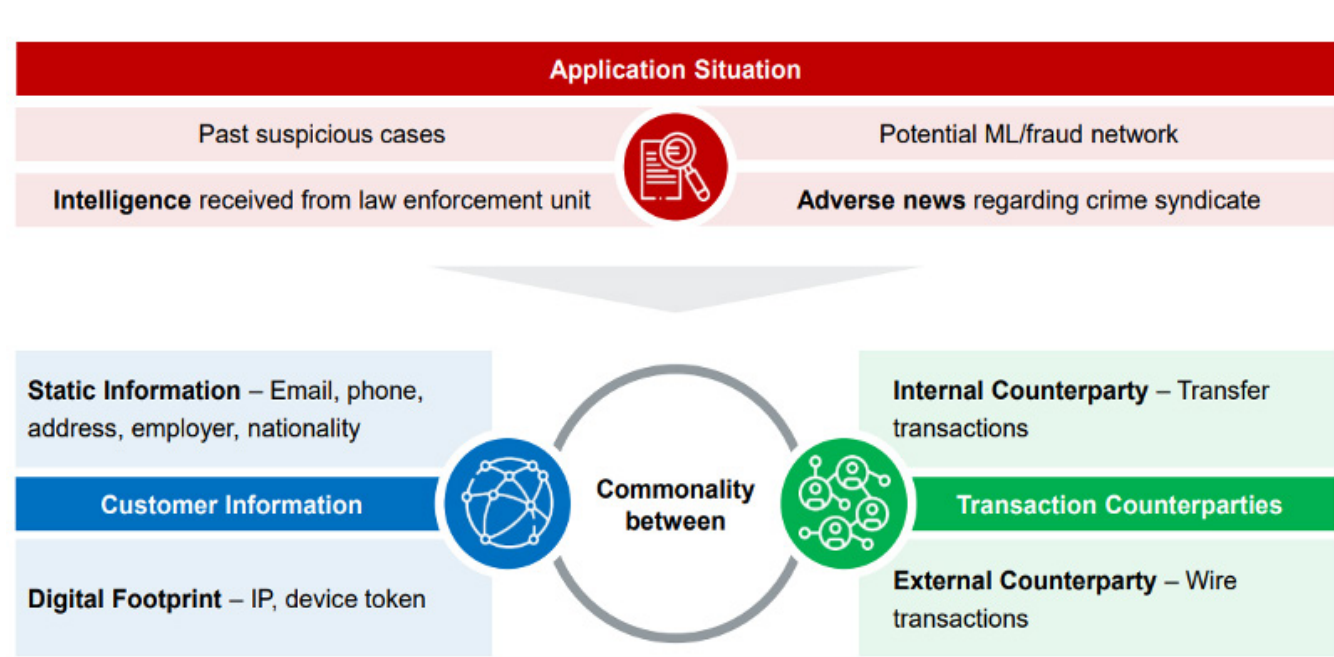 Application Situation
Past suspicious cases
Potential ML/fraud network
Intelligence received from law enforcement unit
Adverse news regarding crime syndicate
Static Information – Email, phone,
address, employer, nationality
Customer Information
Digital Footprint – IP, device token
Commonality
between
Internal Counterparty – Transfer
transactions
Transaction Counterparties
External Counterparty – Wire
transactions